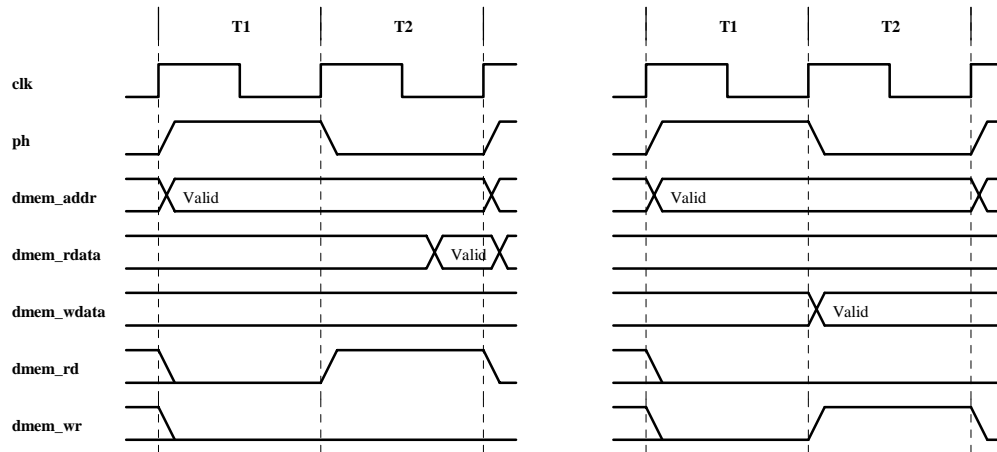 T1 T2 T1 T2
clk
ph
dmem_addr Valid Valid
dmem_rdata Valid
dmem_wdata Valid
dmem_rd
dmem_wr